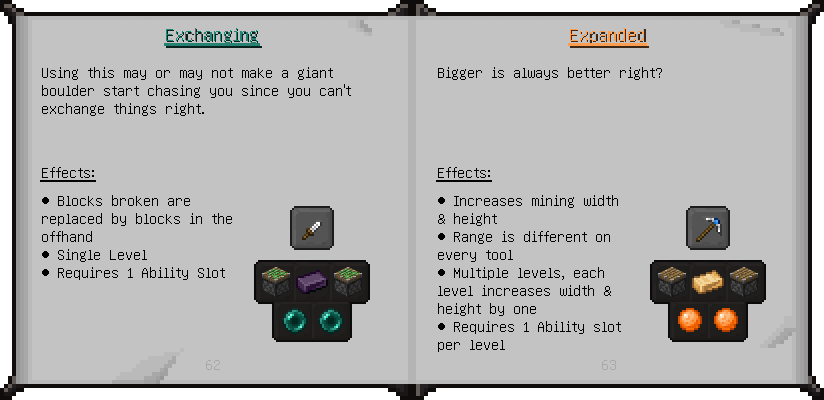 Exchanging
Using this may or may not make a giant
boulder start chasing you since you can't
exchange things right.
Effects:
• Blocks broken are
replaced by blocks in the
offhand
• Single Level
• Requires 1 Ability Slot
62
Expanded
Bigger is always better right?
Effects:
• Increases mining width
& height
• Range is different on
every tool
• Multiple levels, each
level increases width &
height by one
• Requires 1 Ability slot
per level
63